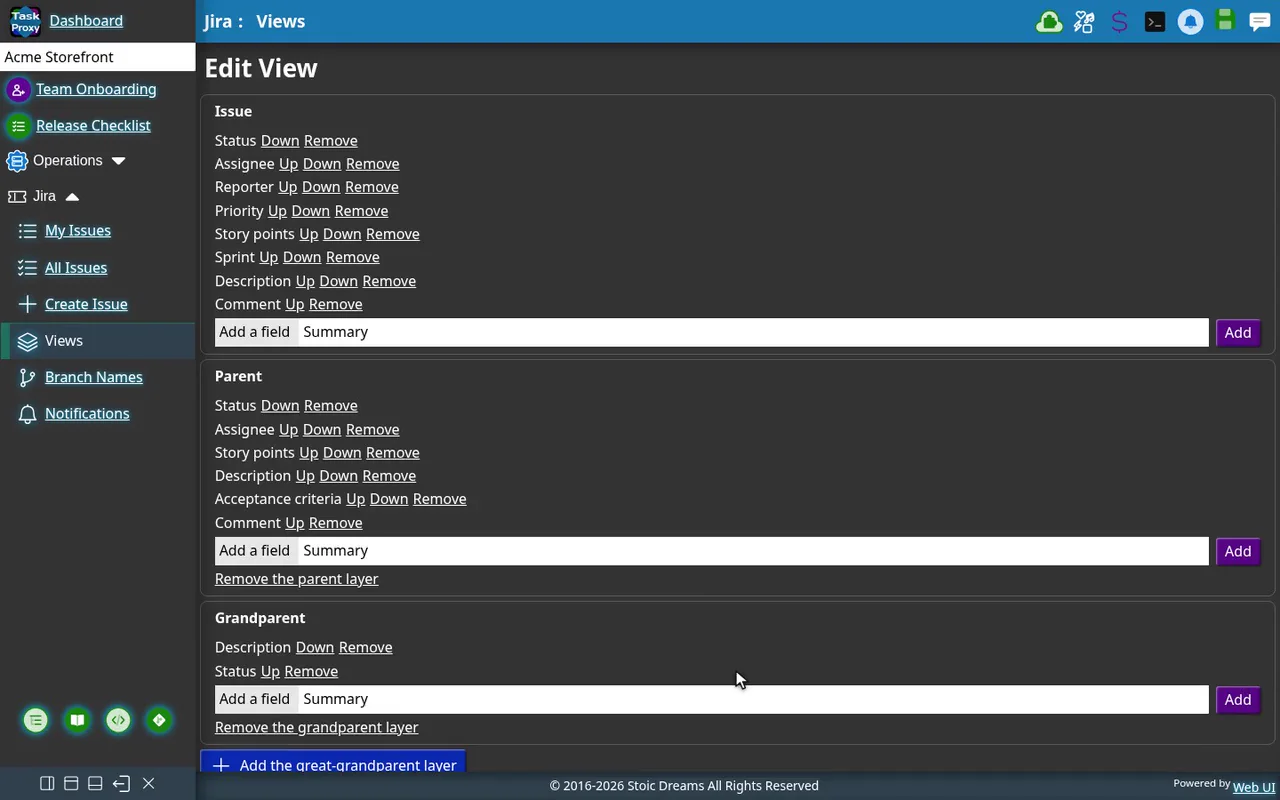 Task Proxy Dashboard
Jira : Views
Acme Storefront
Team Onboarding
Release Checklist
Operations
Jira
My Issues
All Issues
Create Issue
Views
Branch Names
Notifications
Edit View
Issue
Status Down Remove
Assignee Up Down Remove
Reporter Up Down Remove
Priority Up Down Remove
Story points Up Down Remove
Sprint Up Down Remove
Description Up Down Remove
Comment Up Remove
Add a field Summary Add
Parent
Status Down Remove
Assignee Up Down Remove
Story points Up Down Remove
Description Up Down Remove
Acceptance criteria Up Down Remove
Comment Up Remove
Add a field Summary Add
Remove the parent layer
Grandparent
Description Down Remove
Status Up Remove
Add a field Summary Add
Remove the grandparent layer
Add the great-grandparent layer
© 2016-2026 Stoic Dreams All Rights Reserved
Powered by Web UI